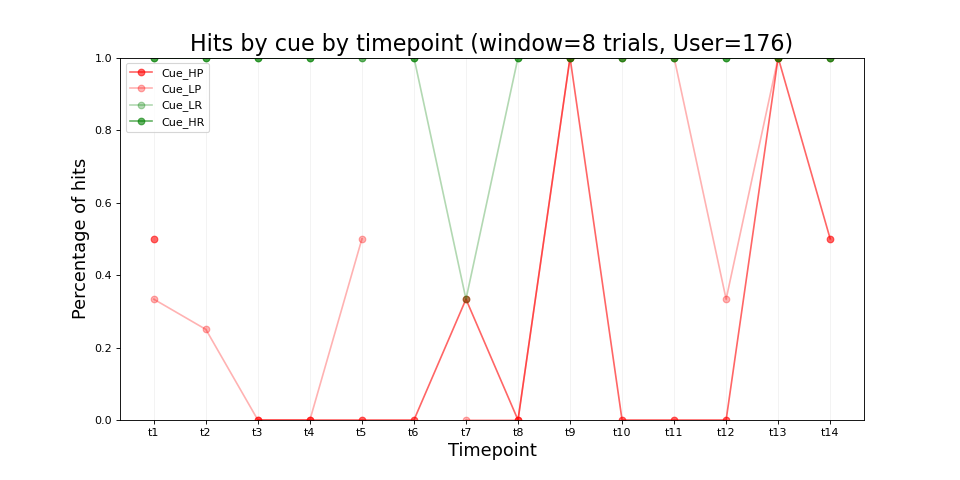 Hits by cue by timepoint (window=8 trials, User=176)
Cue_HP
Cue_LP
Cue_LR
Cue_HR
Percentage of hits
1.0
0.8
0.6
0.4
0.2
0.0
t1 t2 t3 t4 t5 t6 t7 t8 t9 t10 t11 t12 t13 t14
Timepoint